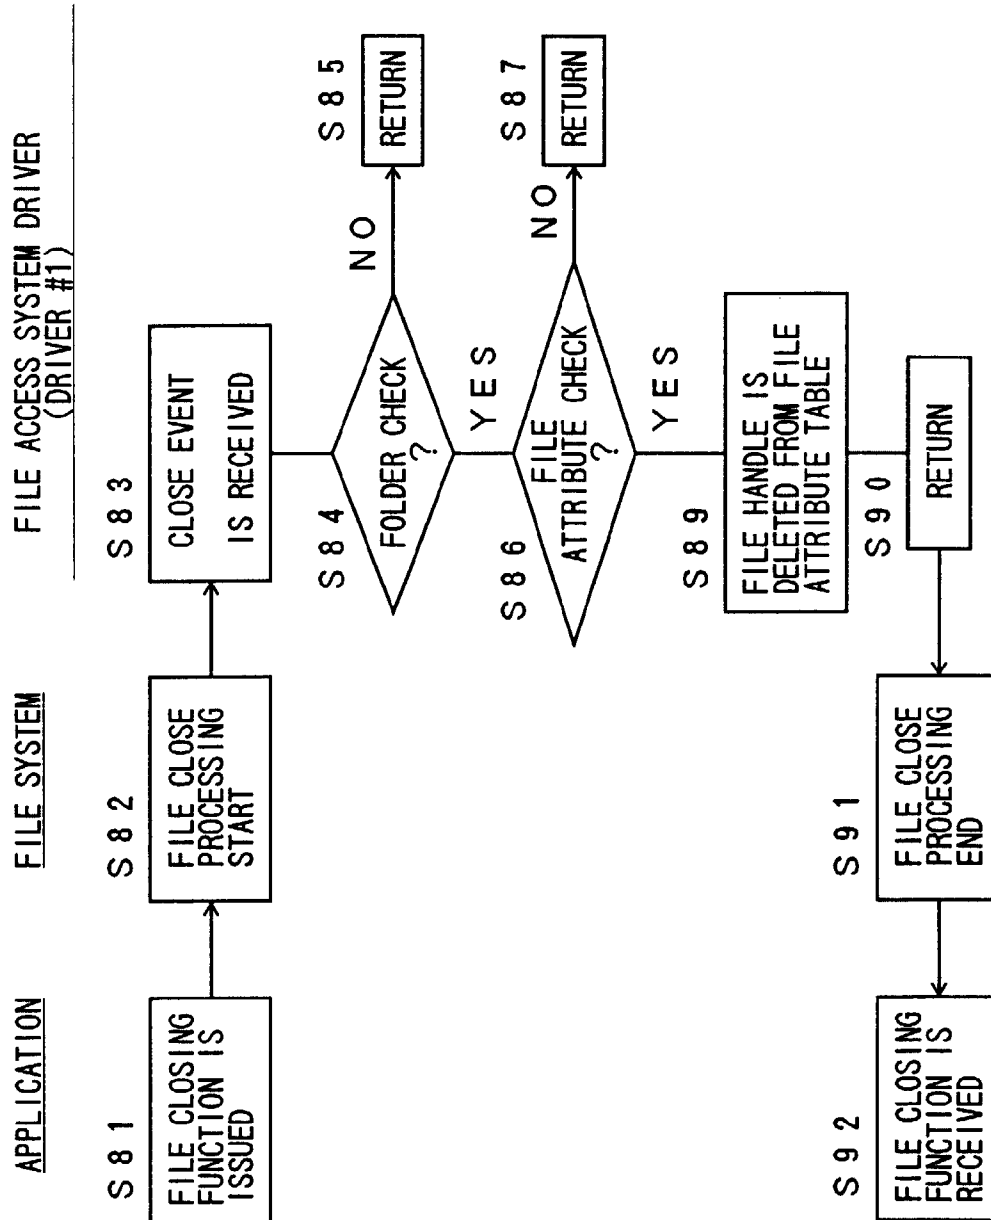 APPLICATION
FILE SYSTEM
FILE ACCESS SYSTEM DRIVER
(DRIVER #1)
S81
FILE CLOSING
FUNCTION IS
ISSUED
S82
FILE CLOSE
PROCESSING
START
S83
CLOSE EVENT
IS RECEIVED
S84
FOLDER CHECK
?
NO
S85
RETURN
YES
S86
FILE
ATTRIBUTE CHECK
?
NO
S87
RETURN
YES
S89
FILE HANDLE IS
DELETED FROM FILE
ATTRIBUTE TABLE
S90
RETURN
S91
FILE CLOSE
PROCESSING
END
S92
FILE CLOSING
FUNCTION IS
RECEIVED